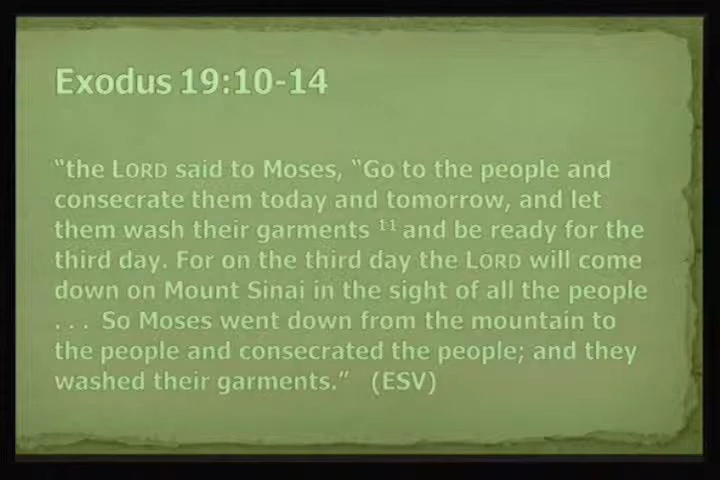 Exodus 19:10-14
“the LORD said to Moses, “Go to the people and
consecrate them today and tomorrow, and let
them wash their garments ¹¹ and be ready for the
third day. For on the third day the LORD will come
down on Mount Sinai in the sight of all the people
. . . So Moses went down from the mountain to
the people and consecrated the people; and they
washed their garments.” (ESV)